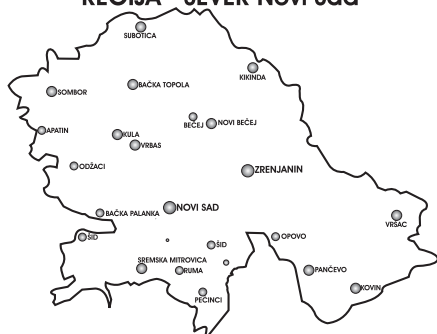 REGIJA - SEVER Novi Sad
SUBOTICA
KIKINDA
BAČKA TOPOLA
SOMBOR
BEČEJ
NOVI BEČEJ
APATIN
KULA
VRBAS
ODŽACI
ZRENJANIN
NOVI SAD
BAČKA PALANKA
VRŠAC
ŠID
ŠID
OPOVO
SREMSKA MITROVICA
RUMA
PANČEVO
PEĆINCI
KOVIN